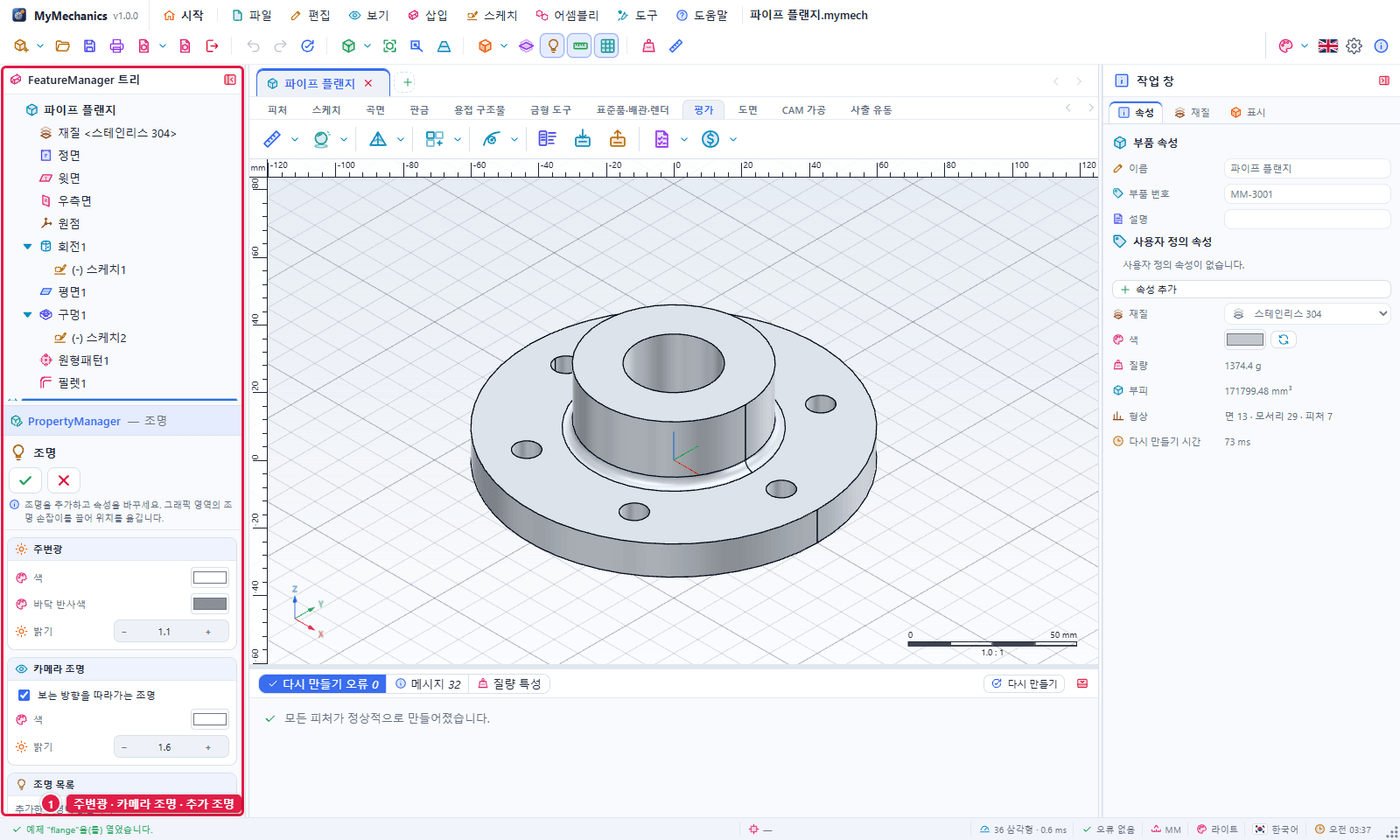 MyMechanics v1.0.0 시작 파일 편집 보기 삽입 스케치 어셈블리 도구 도움말 파이프 플랜지.mymech
FeatureManager 트리
파이프 플랜지
재질 <스테인리스 304>
정면
윗면
우측면
원점
회전1
(-) 스케치1
평면1
구멍1
(-) 스케치2
원형패턴1
필렛1
PropertyManager — 조명
조명
조명을 추가하고 속성을 바꾸세요. 그래픽 영역의 조
명 손잡이를 끌어 위치를 옮깁니다.
주변광
색
바닥 반사색
밝기 − 1.1 +
카메라 조명
보는 방향을 따라가는 조명
색
밝기 − 1.6 +
조명 목록
1 주변광 · 카메라 조명 · 추가 조명
파이프 플랜지
피처 스케치 곡면 판금 용접 구조물 금형 도구 표준품·배관·렌더 평가 도면 CAM 가공 사출 유동
mm -120 -100 -80 -60 -40 -20 0 20 40 60 80 100 120
80
60
40
20
0
-20
-40
-60
Z
Y
X
0 50 mm
1.0 : 1
다시 만들기 오류 0 메시지 32 질량 특성 다시 만들기
모든 피처가 정상적으로 만들어졌습니다.
작업 창
속성 재질 표시
부품 속성
이름 파이프 플랜지
부품 번호 MM-3001
설명
사용자 정의 속성
사용자 정의 속성이 없습니다.
+ 속성 추가
재질 스테인리스 304
색
질량 1374.4 g
부피 171799.48 mm³
형상 면 13 · 모서리 29 · 피처 7
다시 만들기 시간 73 ms
예제 "flange"을(를) 열었습니다. — 36 삼각형 · 0.6 ms 오류 없음 MM 라이트 한국어 오전 03:37